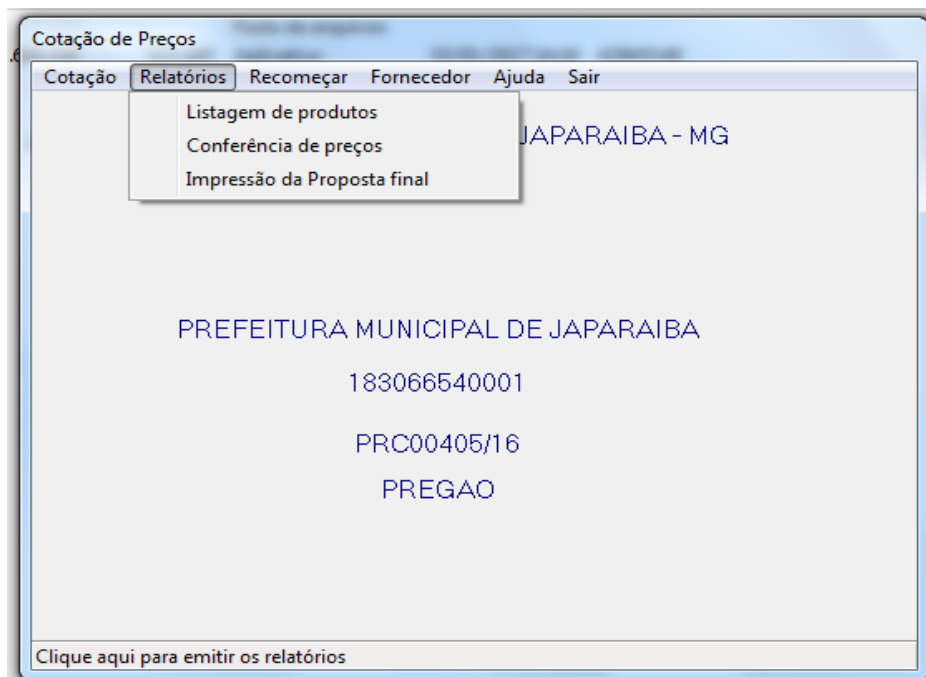 Cotação de Preços
Cotação Relatórios Recomeçar Fornecedor Ajuda Sair
Listagem de produtos
Conferência de preços
Impressão da Proposta final
JAPARAIBA - MG
PREFEITURA MUNICIPAL DE JAPARAIBA
183066540001
PRC00405/16
PREGAO
Clique aqui para emitir os relatórios